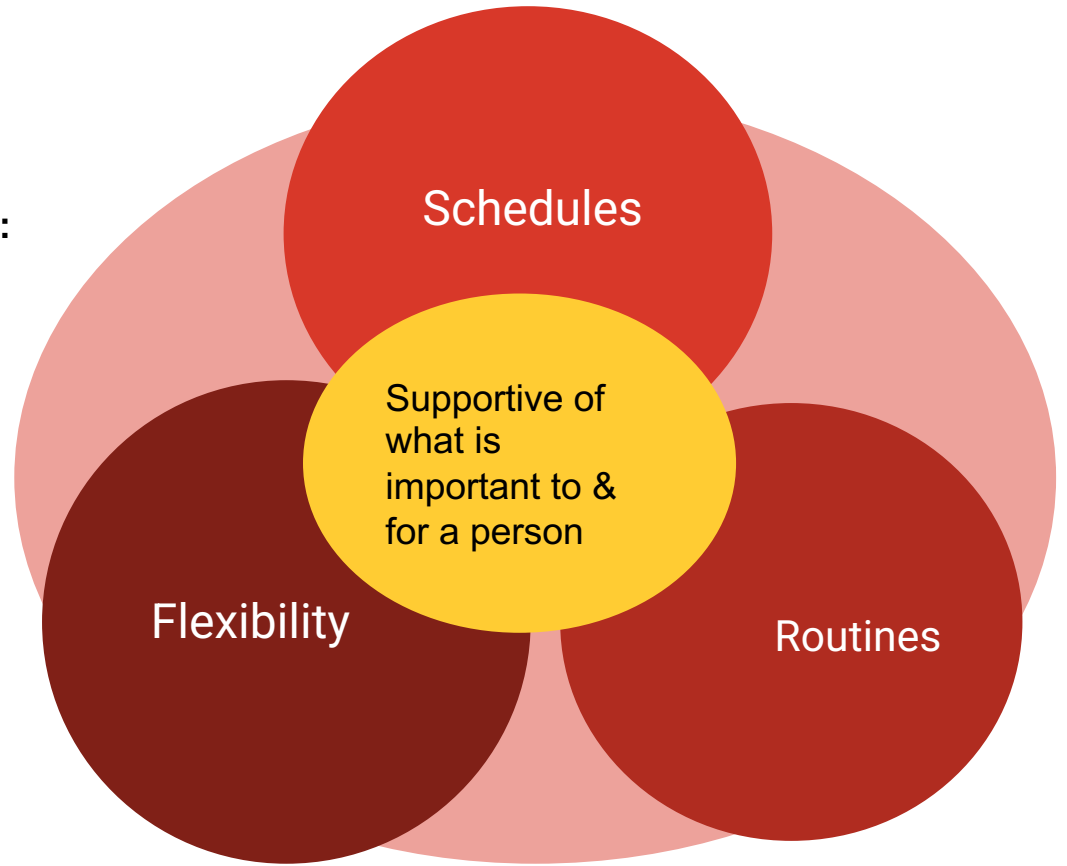 Schedules
:
Supportive of
what is
important to &
for a person
Flexibility
Routines